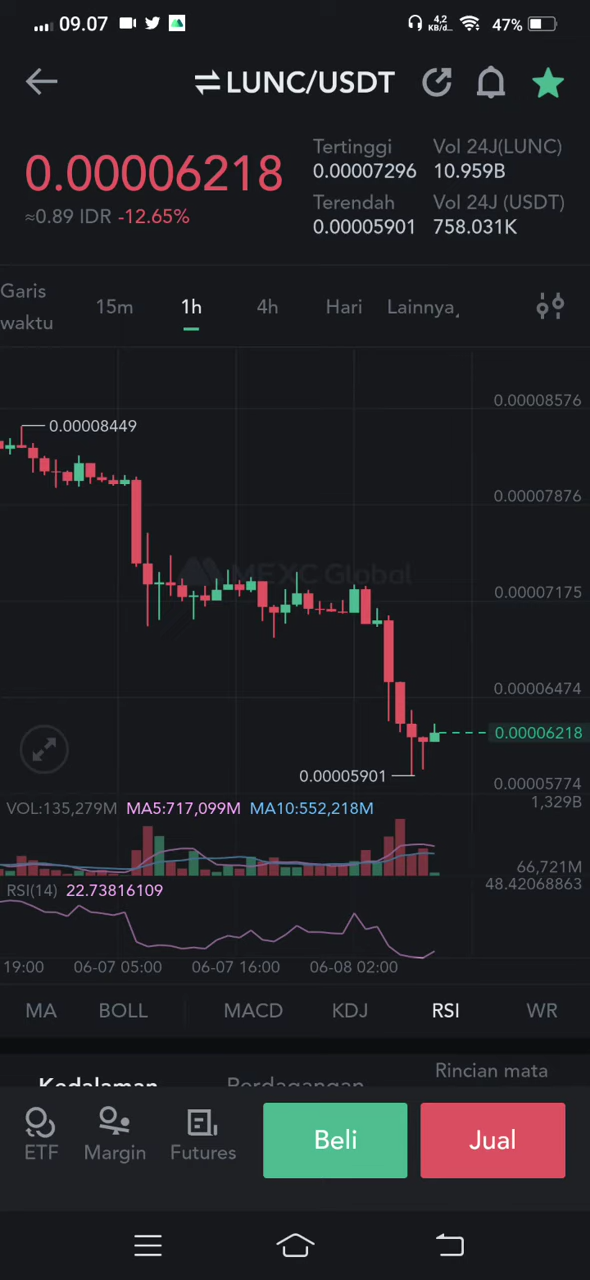 09.07 4,2 KB/d... 47%
LUNC/USDT
0.00006218
≈0.89 IDR -12.65%
Tertinggi Vol 24J(LUNC)
0.00007296 10.959B
Terendah Vol 24J (USDT)
0.00005901 758.031K
Garis waktu 15m 1h 4h Hari Lainnya
0.00008576
0.00008449
0.00007876
MEXC Global
0.00007175
0.00006474
0.00006218
0.00005901
0.00005774
VOL:135,279M MA5:717,099M MA10:552,218M 1,329B
66,721M
RSI(14) 22.73816109 48.42068863
19:00 06-07 05:00 06-07 16:00 06-08 02:00
MA BOLL MACD KDJ RSI WR
Kedalaman Perdagangan Rincian mata
ETF Margin Futures Beli Jual